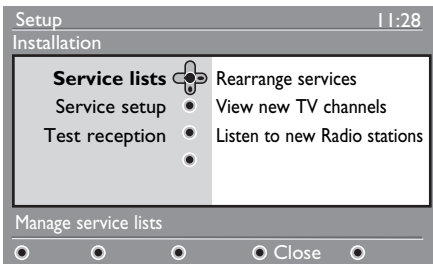 Setup 11:28
Installation
Service lists Rearrange services
Service setup View new TV channels
Test reception Listen to new Radio stations
Manage service lists
Close